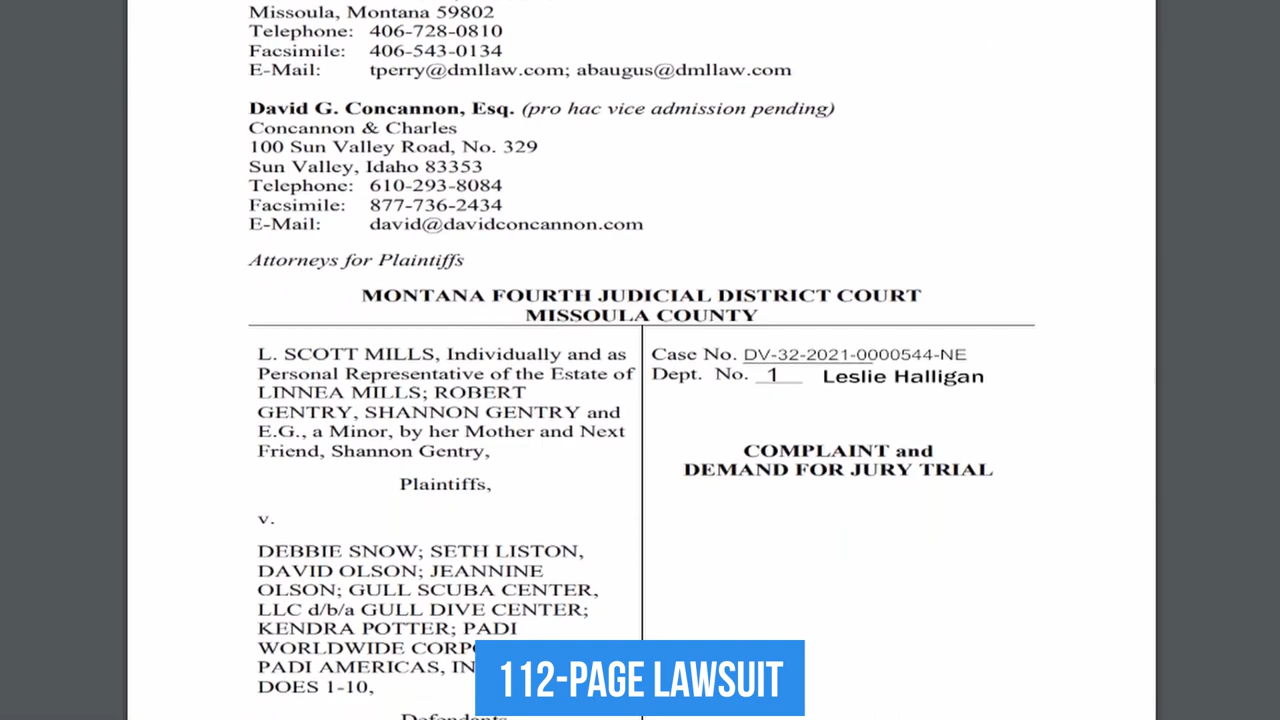 Missoula, Montana 59802
Telephone: 406-728-0810
Facsimile: 406-543-0134
E-Mail: tperry@dmllaw.com; abaugus@dmllaw.com
David G. Concannon, Esq. (pro hac vice admission pending)
Concannon & Charles
100 Sun Valley Road, No. 329
Sun Valley, Idaho 83353
Telephone: 610-293-8084
Facsimile: 877-736-2434
E-Mail: david@davidconcannon.com
Attorneys for Plaintiffs
MONTANA FOURTH JUDICIAL DISTRICT COURT
MISSOULA COUNTY
L. SCOTT MILLS, Individually and as
Personal Representative of the Estate of
LINNEA MILLS; ROBERT
GENTRY, SHANNON GENTRY and
E.G., a Minor, by her Mother and Next
Friend, Shannon Gentry,
Plaintiffs,
v.
DEBBIE SNOW; SETH LISTON,
DAVID OLSON; JEANNINE
OLSON; GULL SCUBA CENTER,
LLC d/b/a GULL DIVE CENTER;
KENDRA POTTER; PADI
WORLDWIDE CORP
PADI AMERICAS, IN
DOES 1-10,
Defendants
Case No. DV-32-2021-0000544-NE
Dept. No. 1 Leslie Halligan
COMPLAINT and
DEMAND FOR JURY TRIAL
112-PAGE LAWSUIT